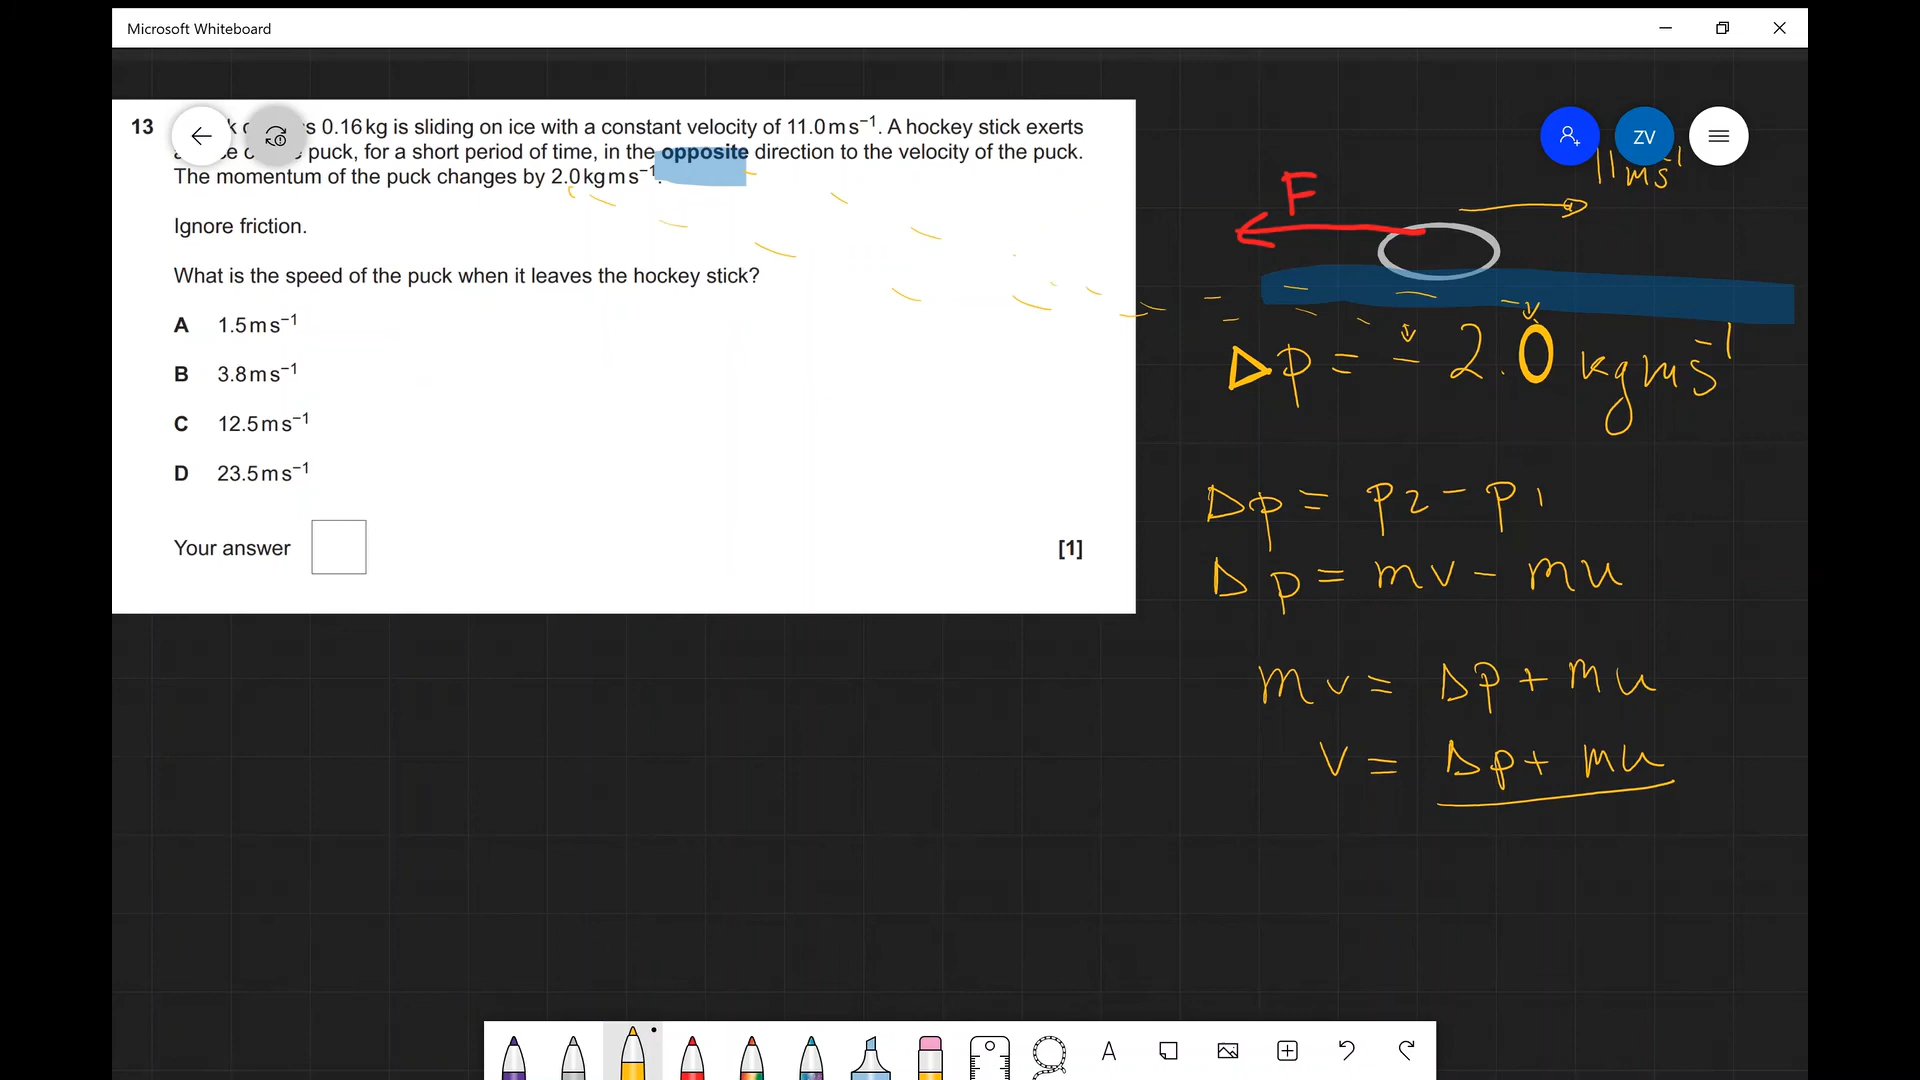 Microsoft Whiteboard
13 k s 0.16 kg is sliding on ice with a constant velocity of 11.0 m s⁻¹. A hockey stick exerts
puck, for a short period of time, in the opposite direction to the velocity of the puck.
The momentum of the puck changes by 2.0 kg m s⁻¹.
Ignore friction.
What is the speed of the puck when it leaves the hockey stick?
A 1.5 m s⁻¹
B 3.8 m s⁻¹
C 12.5 m s⁻¹
D 23.5 m s⁻¹
Your answer [1]
ZV
11 ms⁻¹
F
Δp = - 2.0 kgms⁻¹
Δp = p2 - p1
Δp = mv - mu
mv = Δp + mu
v = Δp + mu
A